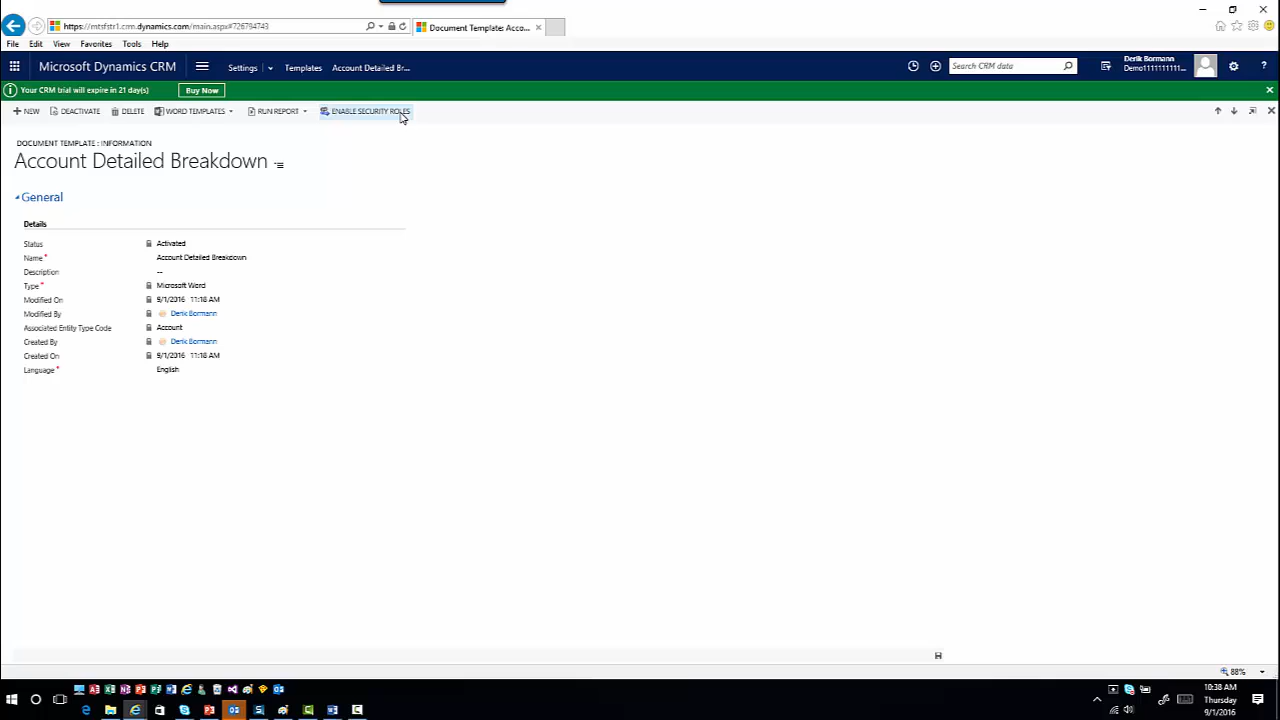 https://mtsfstr1.crm.dynamics.com/main.aspx#726794743
Document Template: Acco...
File Edit View Favorites Tools Help
Microsoft Dynamics CRM Settings Templates Account Detailed Br... Search CRM data Derik Bormann
Demo1111111111...
Your CRM trial will expire in 21 day(s) Buy Now
NEW DEACTIVATE DELETE WORD TEMPLATES RUN REPORT ENABLE SECURITY ROLES
DOCUMENT TEMPLATE : INFORMATION
Account Detailed Breakdown
General
Details
Status Activated
Name * Account Detailed Breakdown
Description --
Type * Microsoft Word
Modified On 9/1/2016 11:18 AM
Modified By Derik Bormann
Associated Entity Type Code Account
Created By Derik Bormann
Created On 9/1/2016 11:18 AM
Language * English
88%
10:38 AM
Thursday
9/1/2016